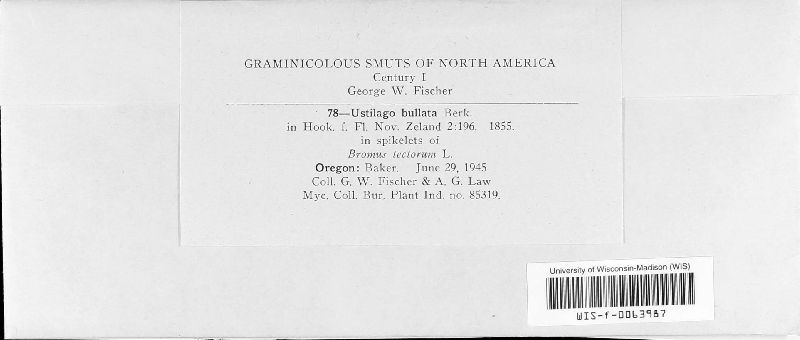 GRAMINICOLOUS SMUTS OF NORTH AMERICA
Century I
George W. Fischer
78—Ustilago bullata Berk.
in Hook. f. Fl. Nov. Zeland 2:196. 1855.
in spikelets of
Bromus tectorum L.
Oregon: Baker. June 29, 1945
Coll. G. W. Fischer & A. G. Law
Myc. Coll. Bur. Plant Ind. no. 85319.
University of Wisconsin-Madison (WIS)
WIS-f-0063987